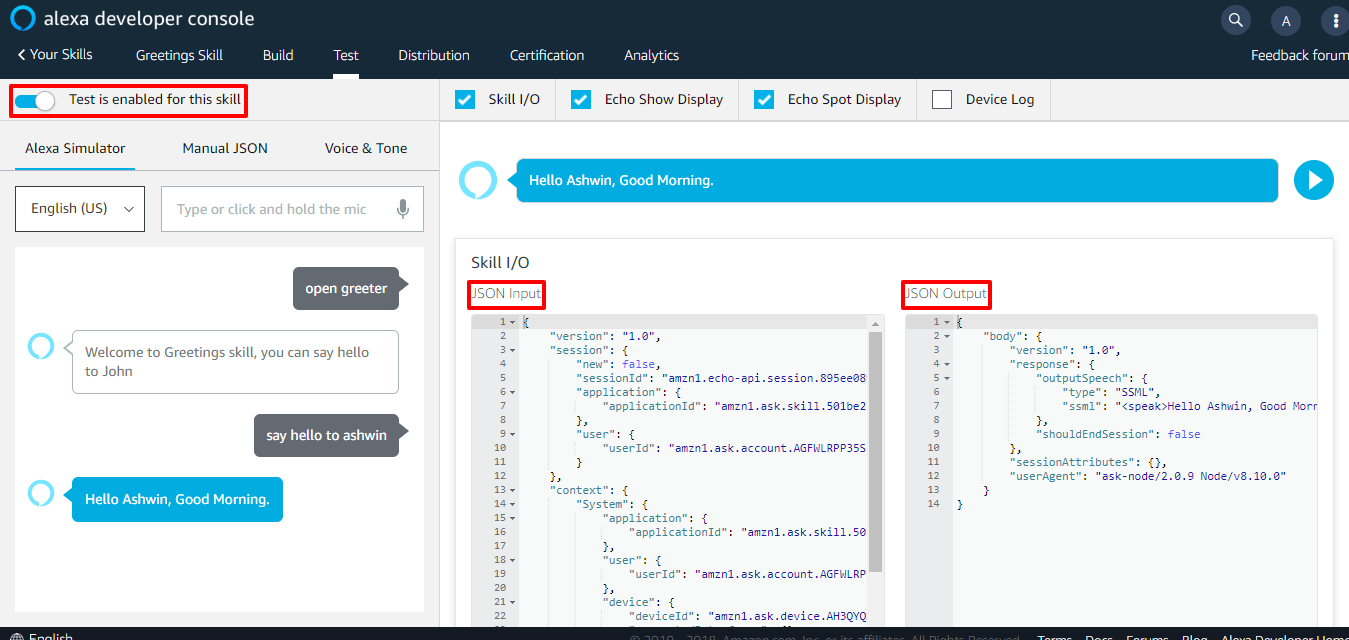 alexa developer console
A
Your Skills Greetings Skill Build Test Distribution Certification Analytics Feedback forum
Test is enabled for this skill
Skill I/O Echo Show Display Echo Spot Display Device Log
Alexa Simulator Manual JSON Voice & Tone
English (US) Type or click and hold the mic
open greeter
Welcome to Greetings skill, you can say hello
to John
say hello to ashwin
Hello Ashwin, Good Morning.
Hello Ashwin, Good Morning.
Skill I/O
JSON Input
1 {
2 "version": "1.0",
3 "session": {
4 "new": false,
5 "sessionId": "amzn1.echo-api.session.895ee08
6 "application": {
7 "applicationId": "amzn1.ask.skill.501be2
8 },
9 "user": {
10 "userId": "amzn1.ask.account.AGFWLRPP35S
11 }
12 },
13 "context": {
14 "System": {
15 "application": {
16 "applicationId": "amzn1.ask.skill.50
17 },
18 "user": {
19 "userId": "amzn1.ask.account.AGFWLRP
20 },
21 "device": {
22 "deviceId": "amzn1.ask.device.AH3QYQ
JSON Output
1 {
2 "body": {
3 "version": "1.0",
4 "response": {
5 "outputSpeech": {
6 "type": "SSML",
7 "ssml": "<speak>Hello Ashwin, Good Morn
8 },
9 "shouldEndSession": false
10 },
11 "sessionAttributes": {},
12 "userAgent": "ask-node/2.0.9 Node/v8.10.0"
13 }
14 }
English
Amazon.com, Inc. or its affiliates. All Rights Reserved. Terms Docs Forums Blog Alexa Developer Home